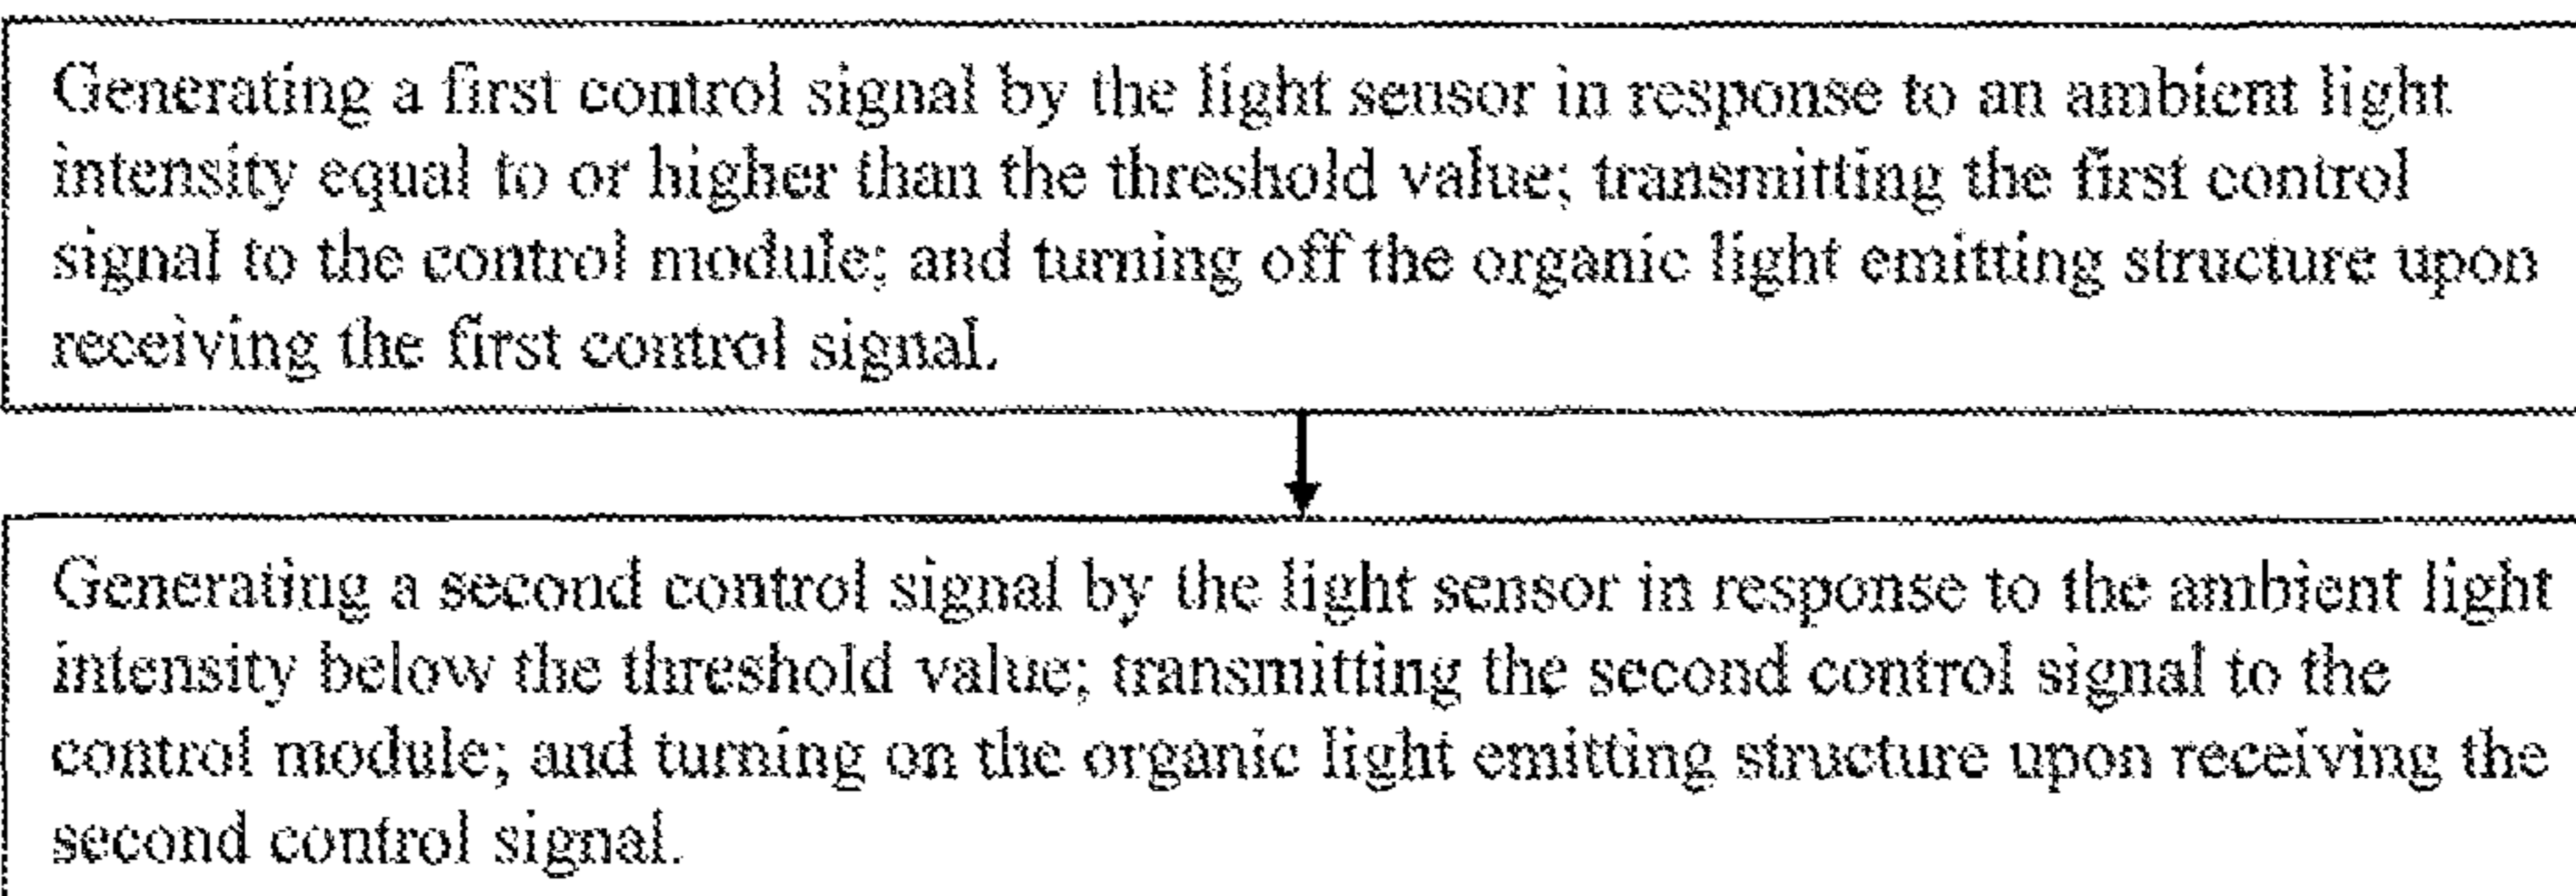 Generating a first control signal by the light sensor in response to an ambient light
intensity equal to or higher than the threshold value; transmitting the first control
signal to the control module; and turning off the organic light emitting structure upon
receiving the first control signal.
Generating a second control signal by the light sensor in response to the ambient light
intensity below the threshold value; transmitting the second control signal to the
control module; and turning on the organic light emitting structure upon receiving the
second control signal.